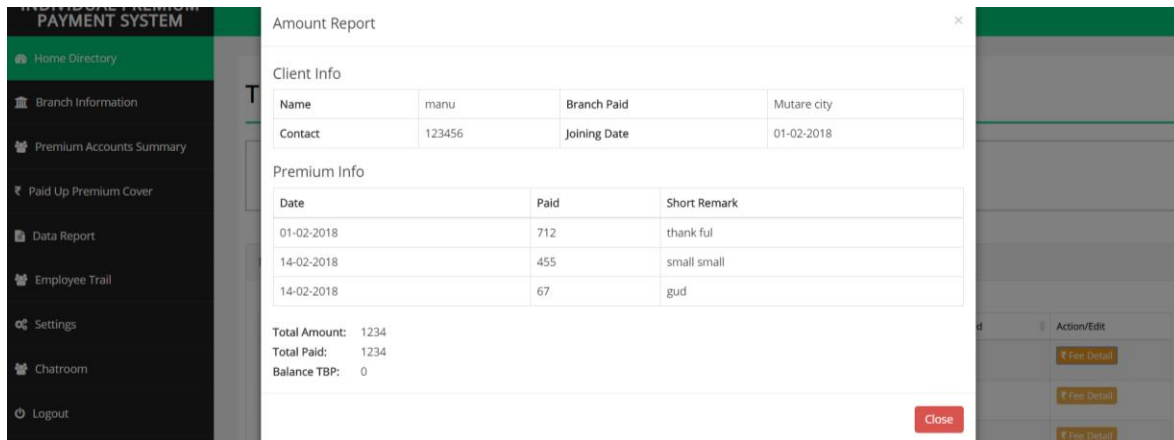 INDIVIDUAL PREMIUM
PAYMENT SYSTEM
Home Directory
Branch Information
Premium Accounts Summary
Paid Up Premium Cover
Data Report
Employee Trail
Settings
Chatroom
Logout
T
Amount Report ×
Client Info
Name manu Branch Paid Mutare city
Contact 123456 Joining Date 01-02-2018
Premium Info
Date Paid Short Remark
01-02-2018 712 thank ful
14-02-2018 455 small small
14-02-2018 67 gud
Total Amount: 1234
Total Paid: 1234
Balance TBP: 0
Close
d Action/Edit
₹ Fee Detail
₹ Fee Detail
₹ Fee Detail